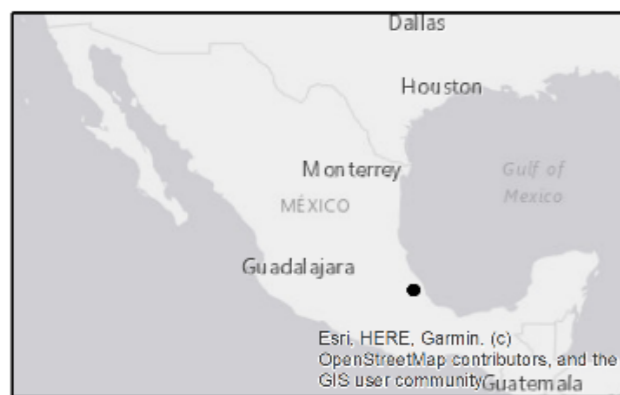 Dallas
Houston
Monterrey
Gulf of
Mexico
MÉXICO
Guadalajara
Esri, HERE, Garmin. (c)
OpenStreetMap contributors, and the
GIS user community
Guatemala